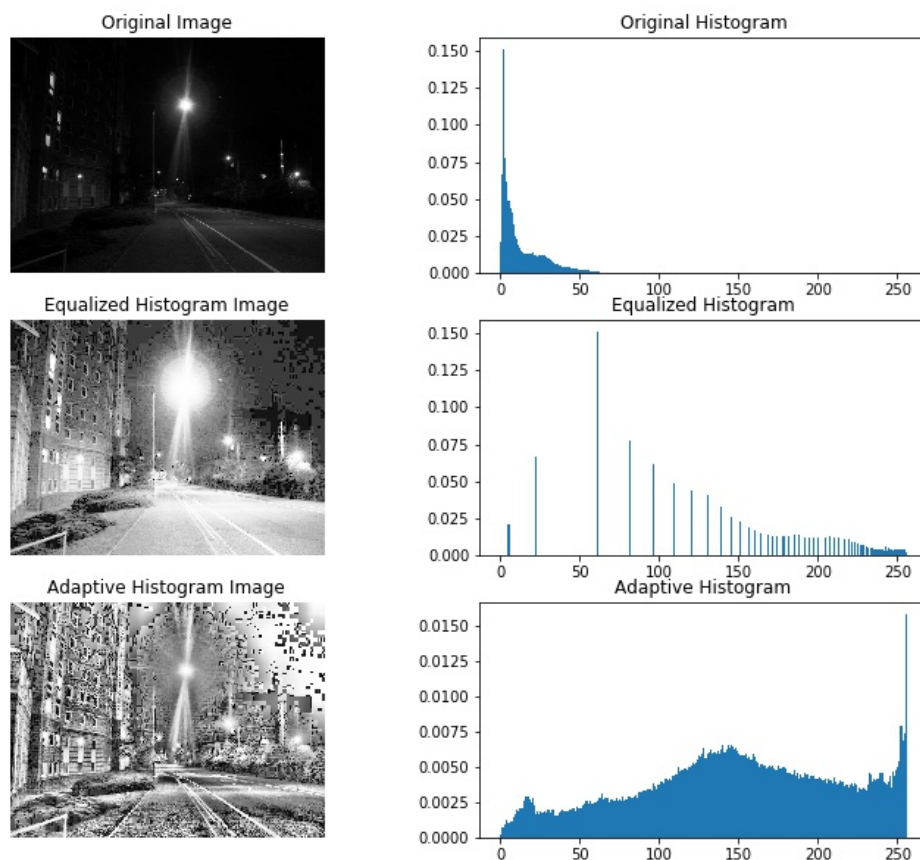 Original Image
Original Histogram
0.150
0.125
0.100
0.075
0.050
0.025
0.000
0 50 100 150 200 250
Equalized Histogram Image
Equalized Histogram
0.150
0.125
0.100
0.075
0.050
0.025
0.000
0 50 100 150 200 250
Adaptive Histogram Image
Adaptive Histogram
0.0150
0.0125
0.0100
0.0075
0.0050
0.0025
0.0000
0 50 100 150 200 250